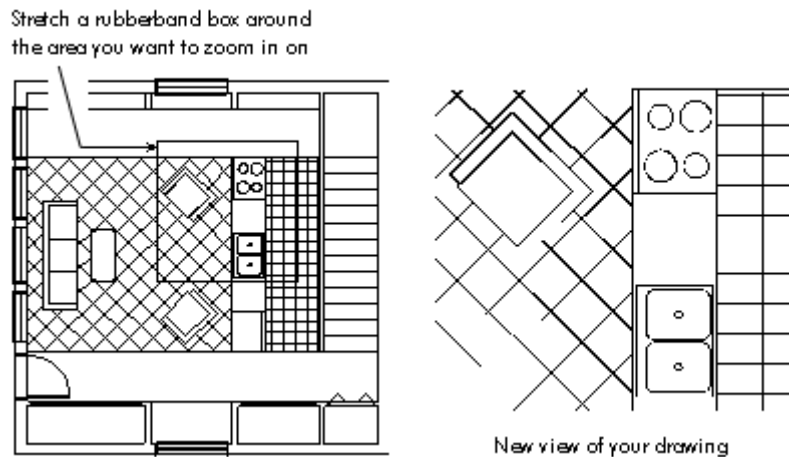 Stretch a rubberband box around
the area you want to zoom in on
New view of your drawing